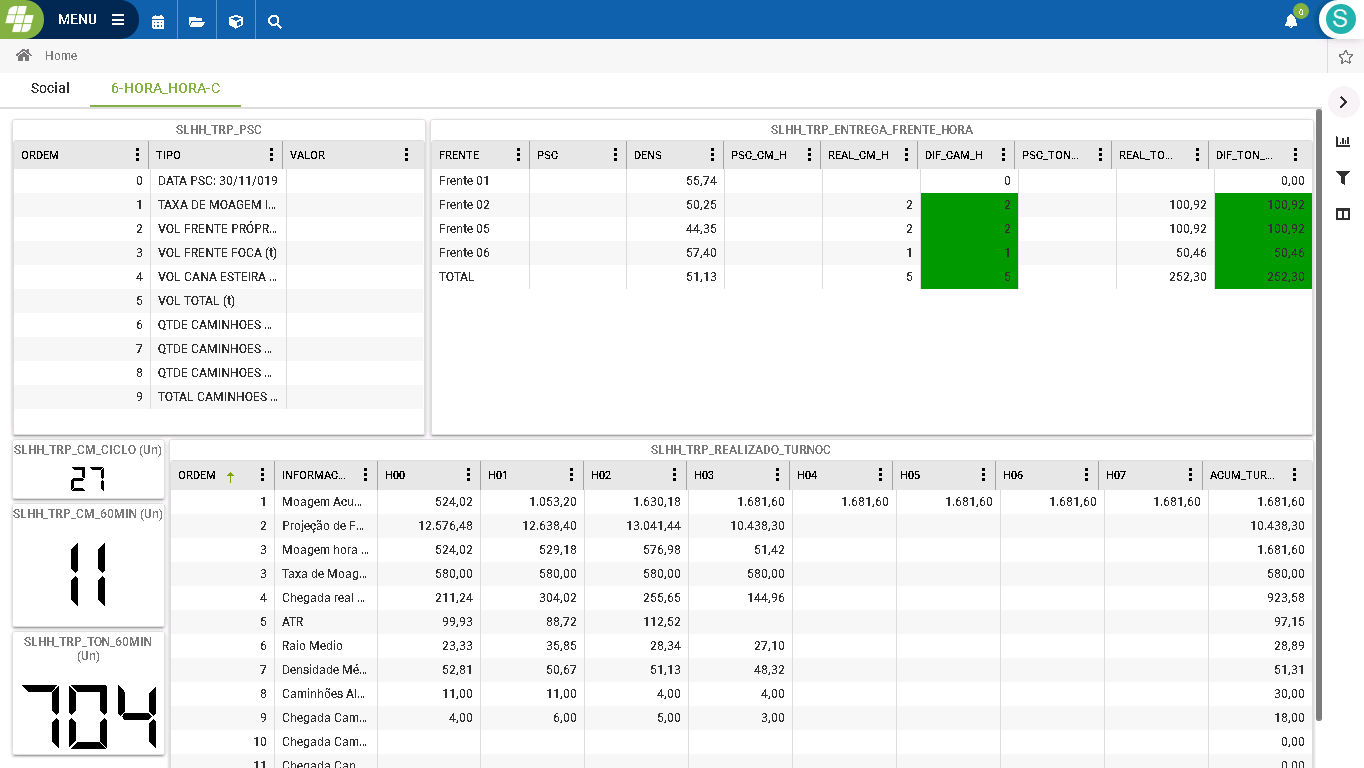 MENU
0
S
Home
Social 6-HORA_HORA-C
SLHH_TRP_PSC
ORDEM TIPO VALOR
0 DATA PSC: 30/11/019
1 TAXA DE MOAGEM I...
2 VOL FRENTE PRÓPR...
3 VOL FRENTE FOCA (t)
4 VOL CANA ESTEIRA ...
5 VOL TOTAL (t)
6 QTDE CAMINHOES ...
7 QTDE CAMINHOES ...
8 QTDE CAMINHOES ...
9 TOTAL CAMINHOES ...
SLHH_TRP_ENTREGA_FRENTE_HORA
FRENTE PSC DENS PSC_CM_H REAL_CM_H DIF_CAM_H PSC_TON... REAL_TO... DIF_TON_...
Frente 01 55,74 0 0,00
Frente 02 50,25 2 2 100,92 100,92
Frente 05 44,35 2 2 100,92 100,92
Frente 06 57,40 1 1 50,46 50,46
TOTAL 51,13 5 5 252,30 252,30
SLHH_TRP_CM_CICLO (Un)
27
SLHH_TRP_CM_60MIN (Un)
11
SLHH_TRP_TON_60MIN
(Un)
704
SLHH_TRP_REALIZADO_TURNOC
ORDEM INFORMAC... H00 H01 H02 H03 H04 H05 H06 H07 ACUM_TUR...
1 Moagem Acu... 524,02 1.053,20 1.630,18 1.681,60 1.681,60 1.681,60 1.681,60 1.681,60 1.681,60
2 Projeção de F... 12.576,48 12.638,40 13.041,44 10.438,30 10.438,30
3 Moagem hora ... 524,02 529,18 576,98 51,42 1.681,60
3 Taxa de Moag... 580,00 580,00 580,00 580,00 580,00
4 Chegada real ... 211,24 304,02 255,65 144,96 923,58
5 ATR 99,93 88,72 112,52 97,15
6 Raio Medio 23,33 35,85 28,34 27,10 28,89
7 Densidade Mé... 52,81 50,67 51,13 48,32 51,31
8 Caminhões Al... 11,00 11,00 4,00 4,00 30,00
9 Chegada Cam... 4,00 6,00 5,00 3,00 18,00
10 Chegada Cam... 0,00
11 Chegada Can... 0,00